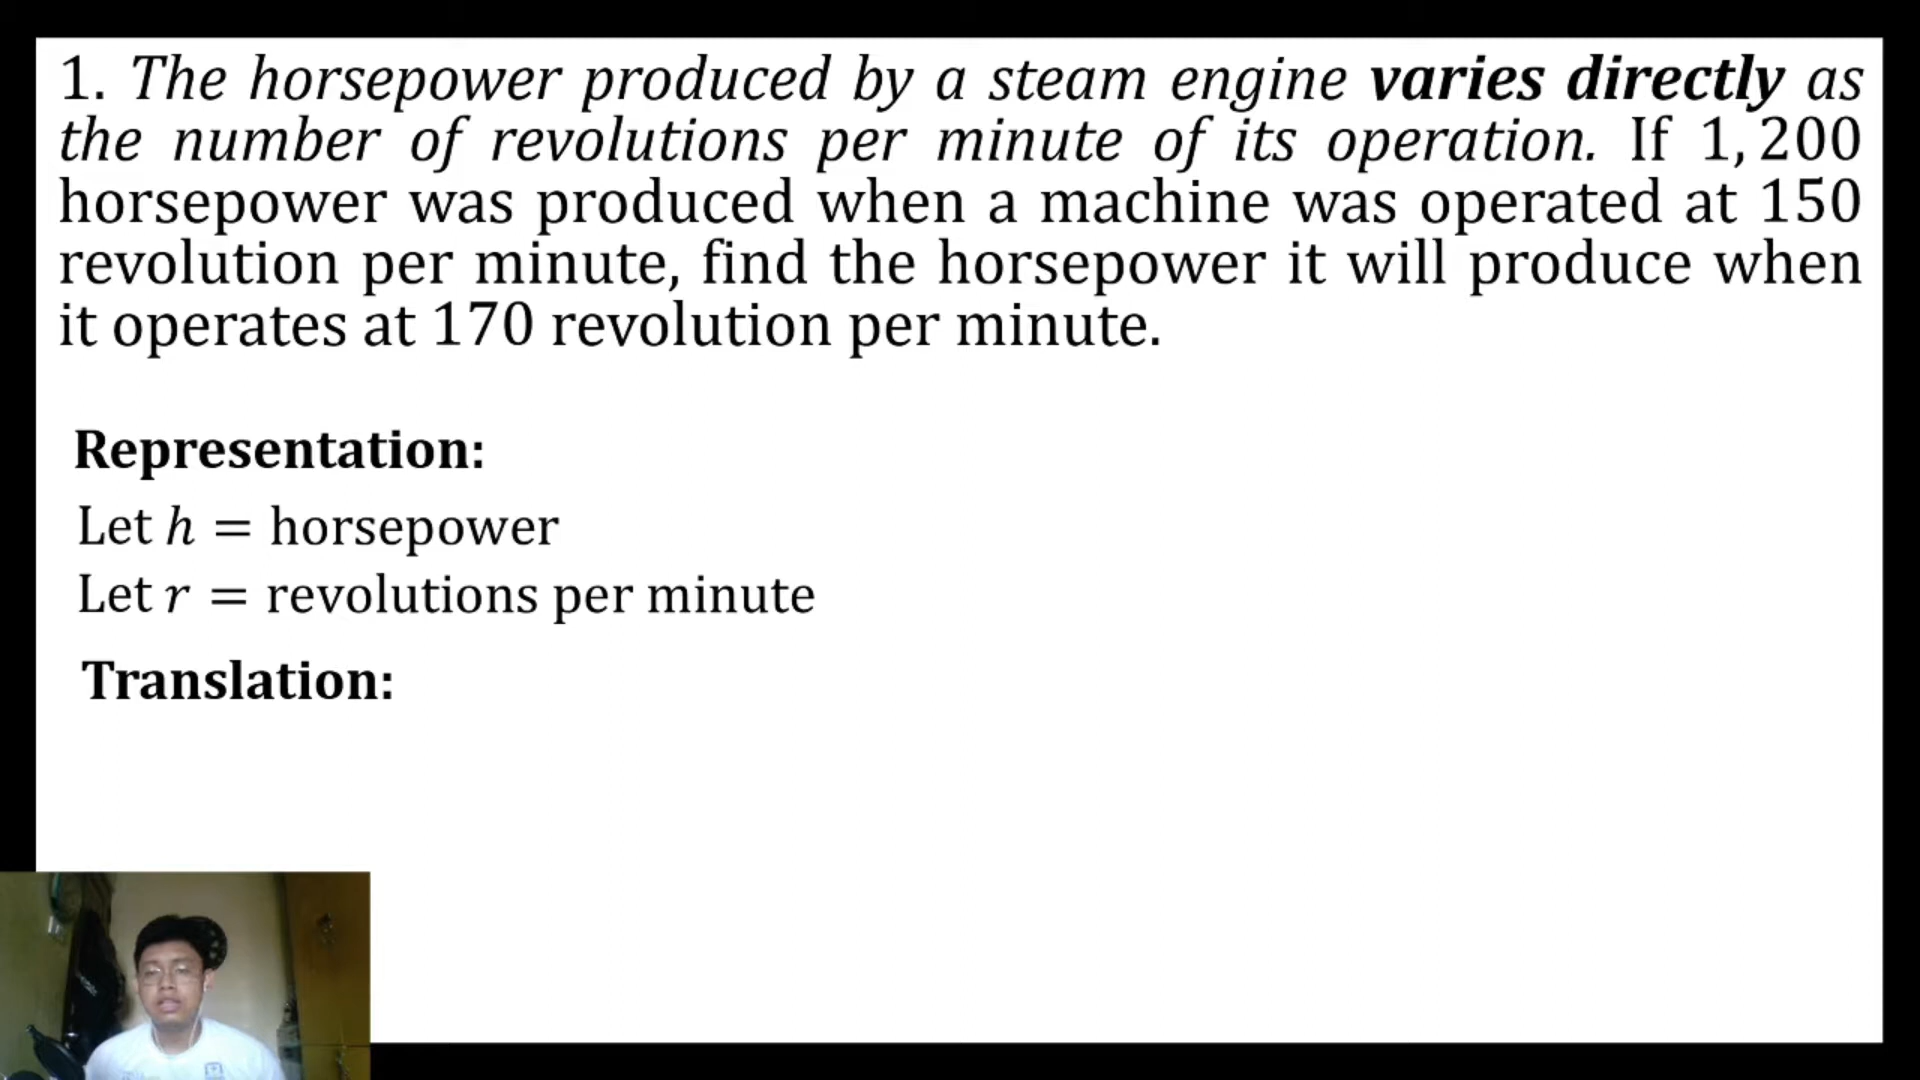 1. The horsepower produced by a steam engine varies directly as
the number of revolutions per minute of its operation. If 1,200
horsepower was produced when a machine was operated at 150
revolution per minute, find the horsepower it will produce when
it operates at 170 revolution per minute.
Representation:
Let h = horsepower
Let r = revolutions per minute
Translation: